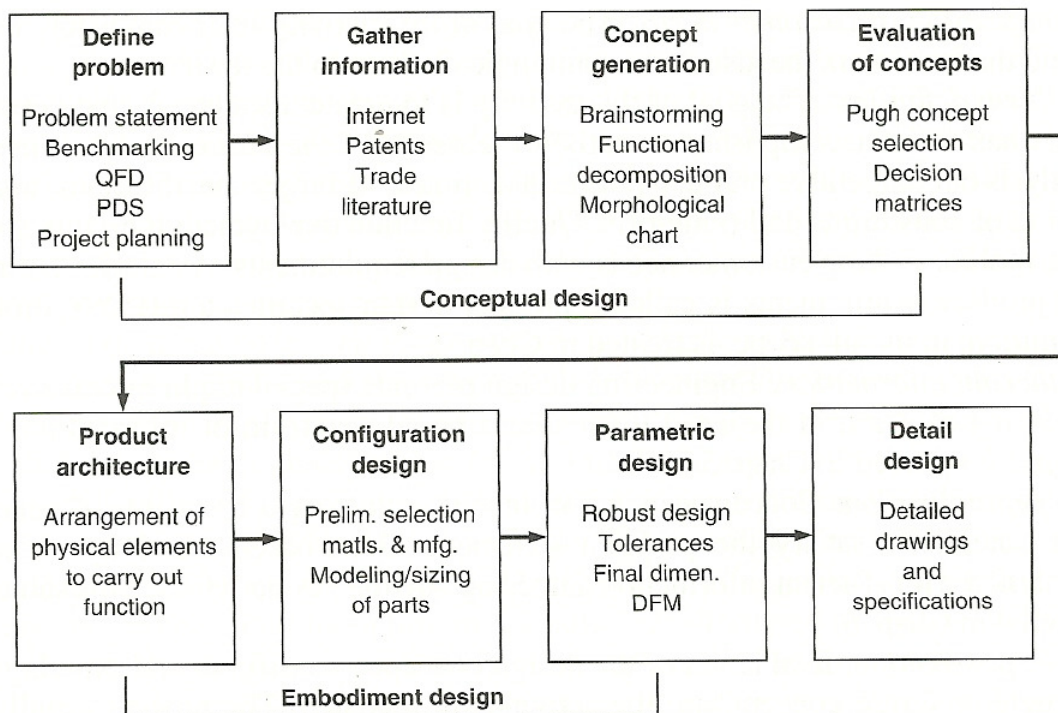 Define
problem
Problem statement
Benchmarking
QFD
PDS
Project planning
Gather
information
Internet
Patents
Trade
literature
Concept
generation
Brainstorming
Functional
decomposition
Morphological
chart
Evaluation
of concepts
Pugh concept
selection
Decision
matrices
Conceptual design
Product
architecture
Arrangement of
physical elements
to carry out
function
Configuration
design
Prelim. selection
matls. & mfg.
Modeling/sizing
of parts
Parametric
design
Robust design
Tolerances
Final dimen.
DFM
Detail
design
Detailed
drawings
and
specifications
Embodiment design